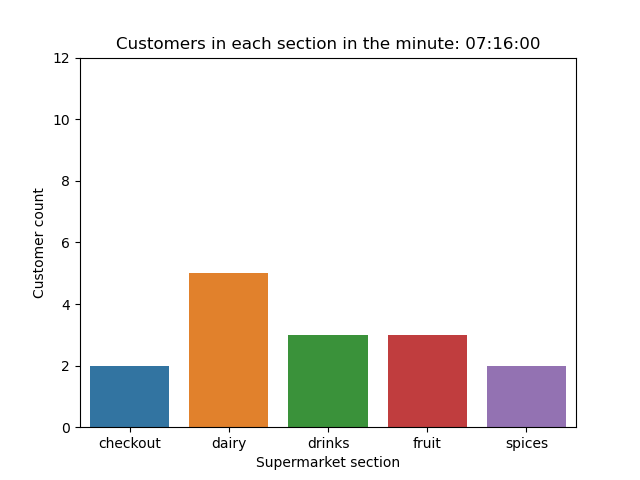 Customers in each section in the minute: 07:16:00
12
10
8
6
4
2
0
Customer count
checkout dairy drinks fruit spices
Supermarket section